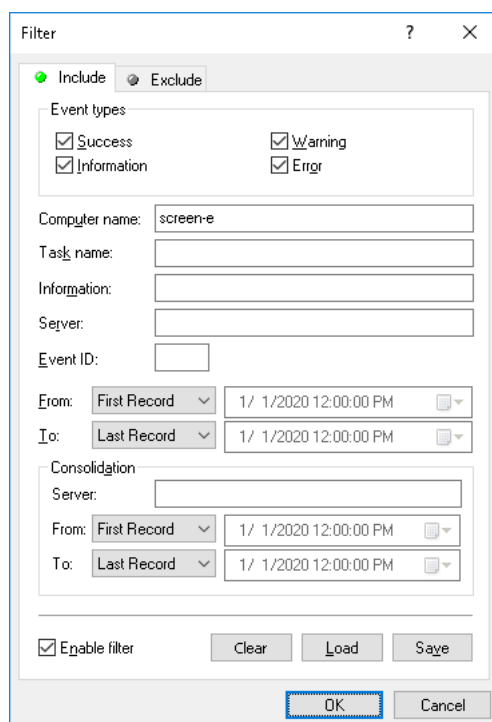 Filter ?
Include Exclude
Event types
Success Warning
Information Error
Computer name: screen-e
Task name:
Information:
Server:
Event ID:
From: First Record 1/ 1/2020 12:00:00 PM
To: Last Record 1/ 1/2020 12:00:00 PM
Consolidation
Server:
From: First Record 1/ 1/2020 12:00:00 PM
To: Last Record 1/ 1/2020 12:00:00 PM
Enable filter Clear Load Save
OK Cancel